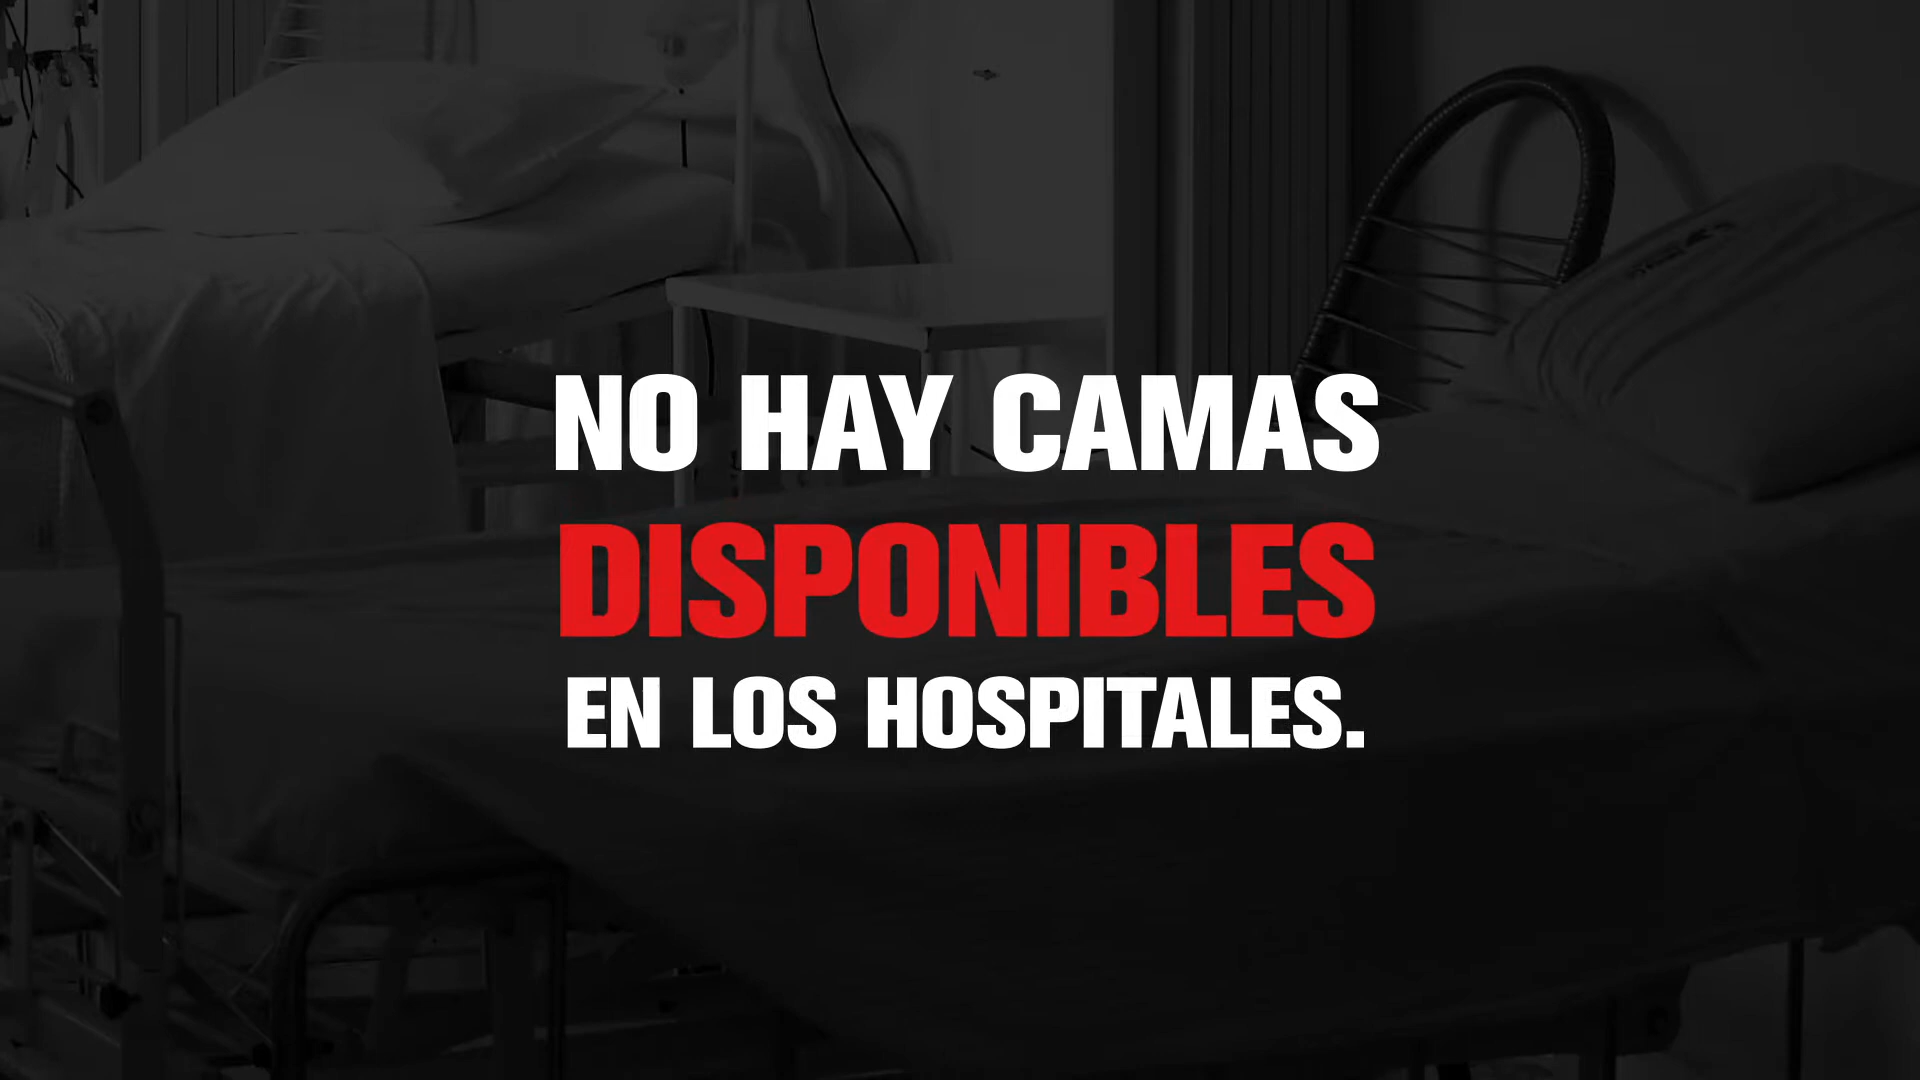 NO HAY CAMAS
DISPONIBLES
EN LOS HOSPITALES.